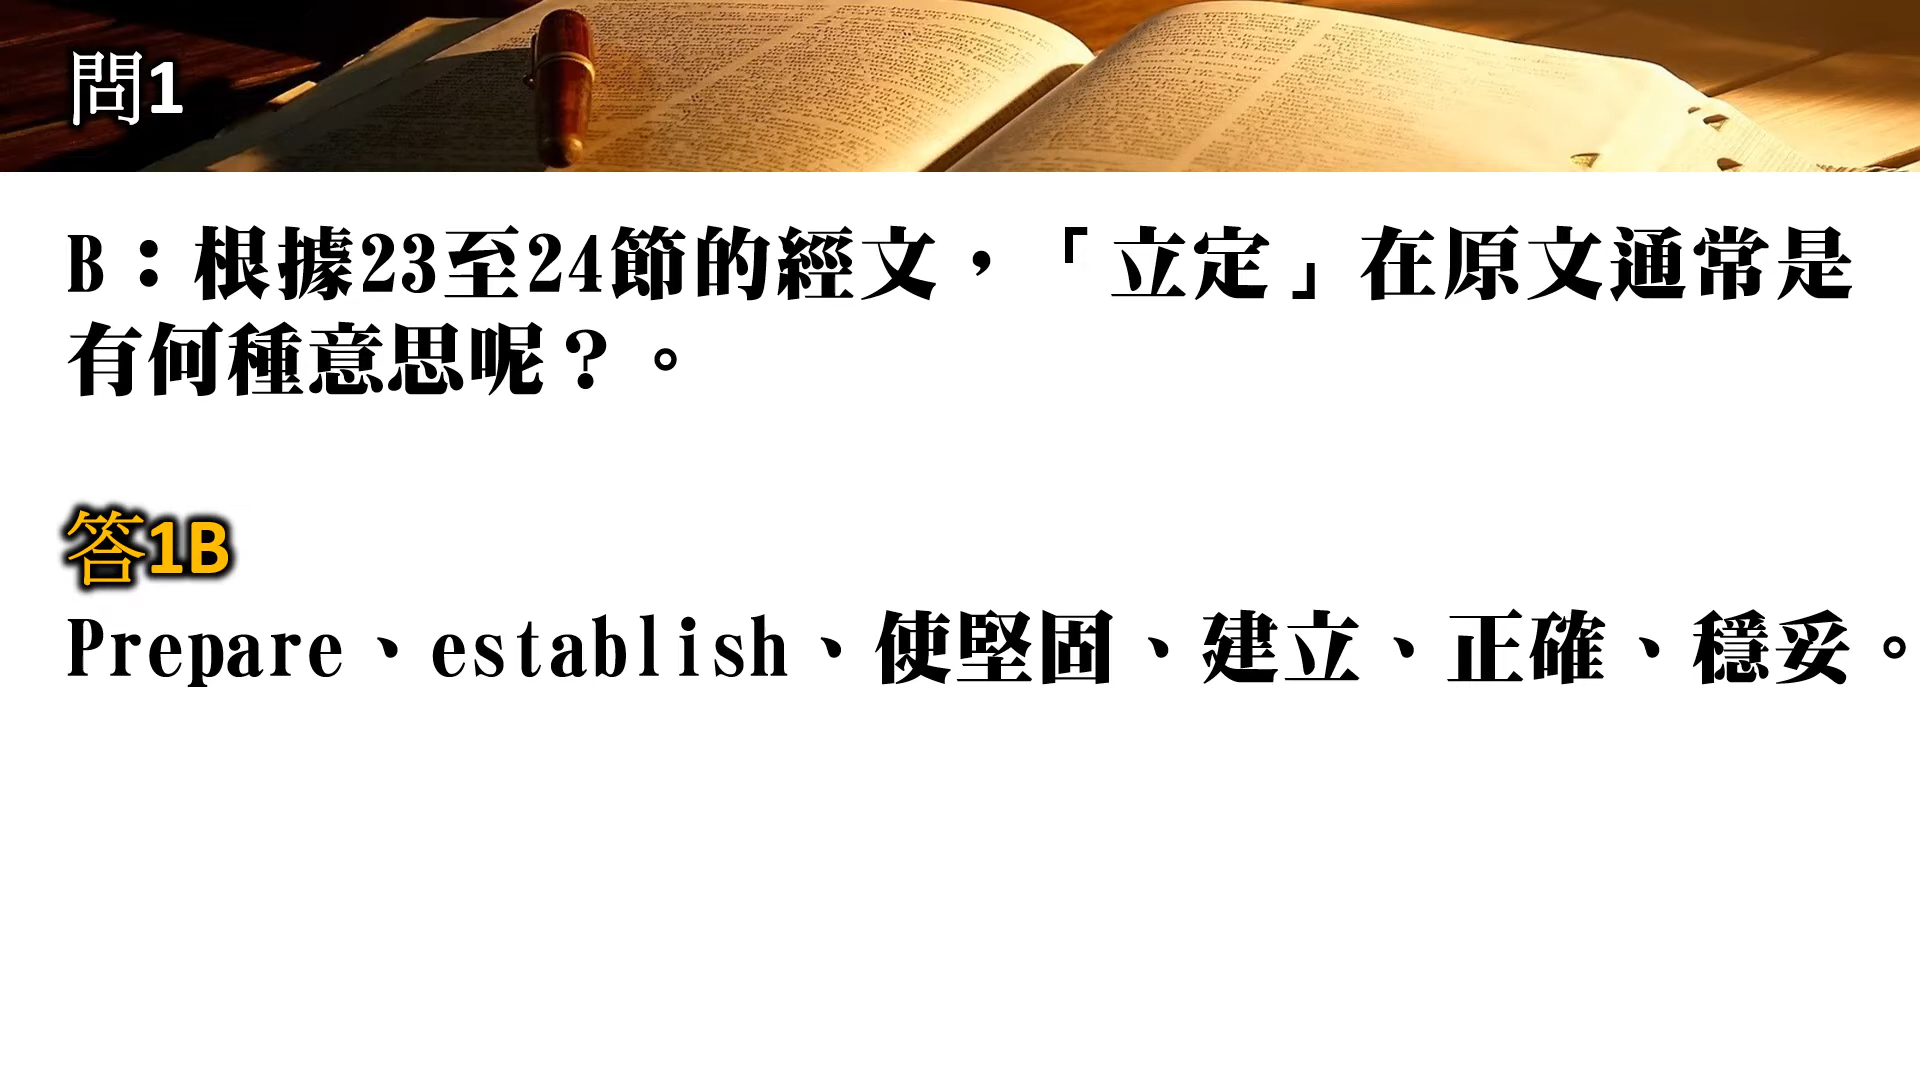 問1
B：根據23至24節的經文，「立定」在原文通常是
有何種意思呢？。
答1B
Prepare、establish、使堅固、建立、正確、穩妥。